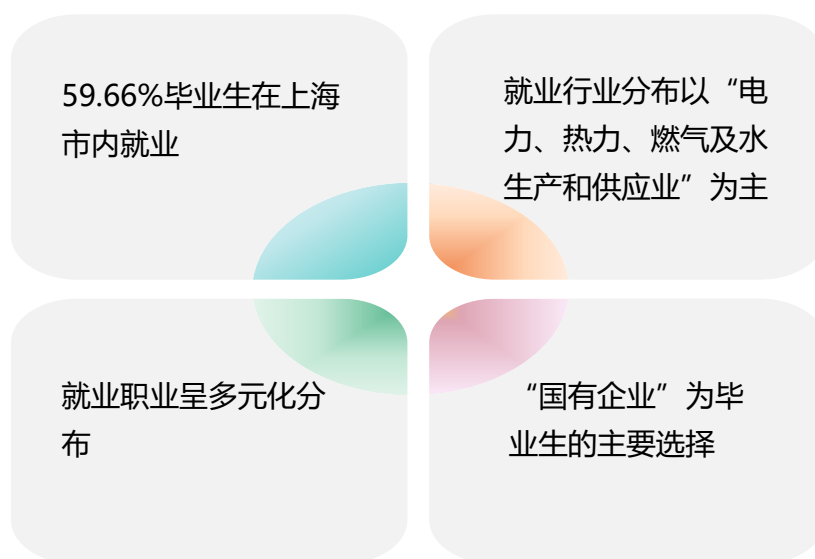 59.66%毕业生在上海
市内就业
就业行业分布以“电
力、热力、燃气及水
生产和供应业”为主
就业职业呈多元化分
布
“国有企业”为毕
业生的主要选择